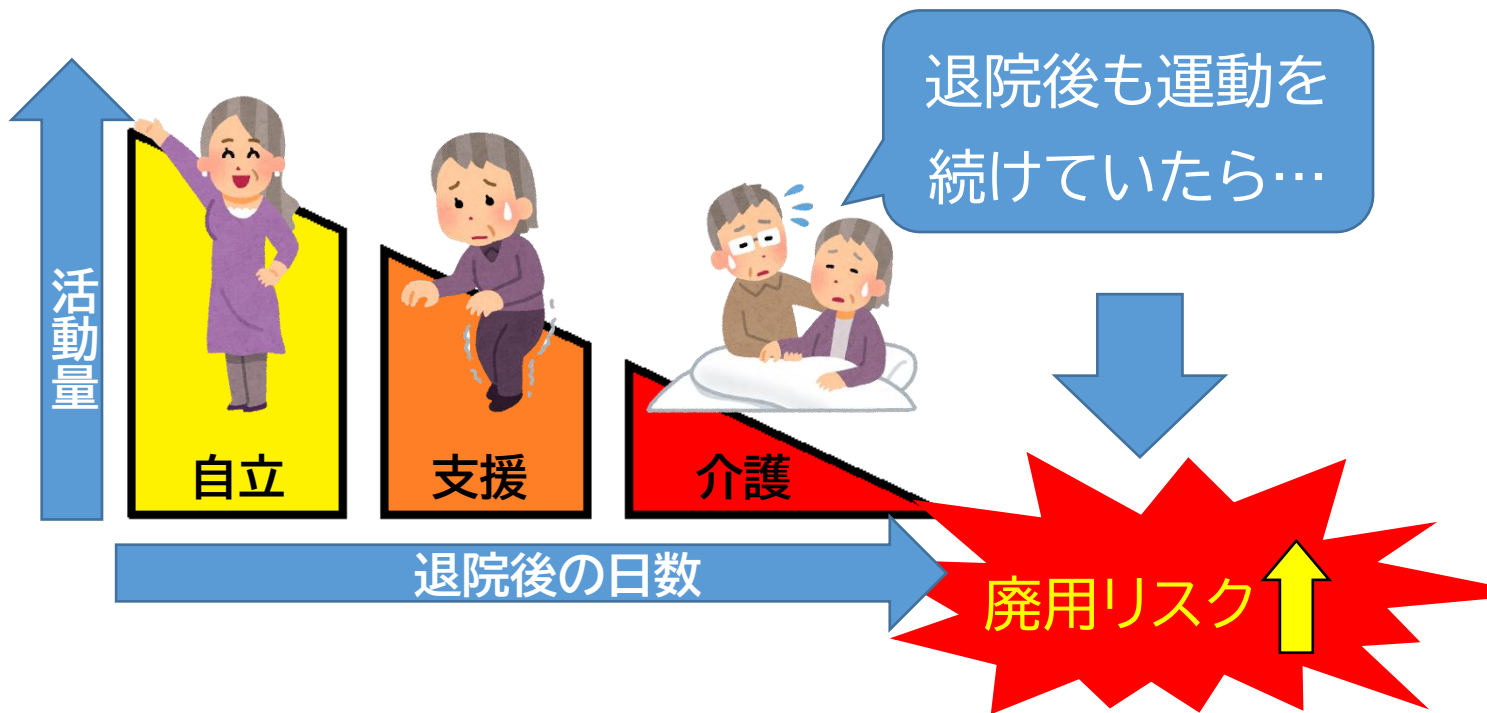 退院後も運動を
続けていたら…
活動量
自立
支援
介護
退院後の日数
廃用リスク